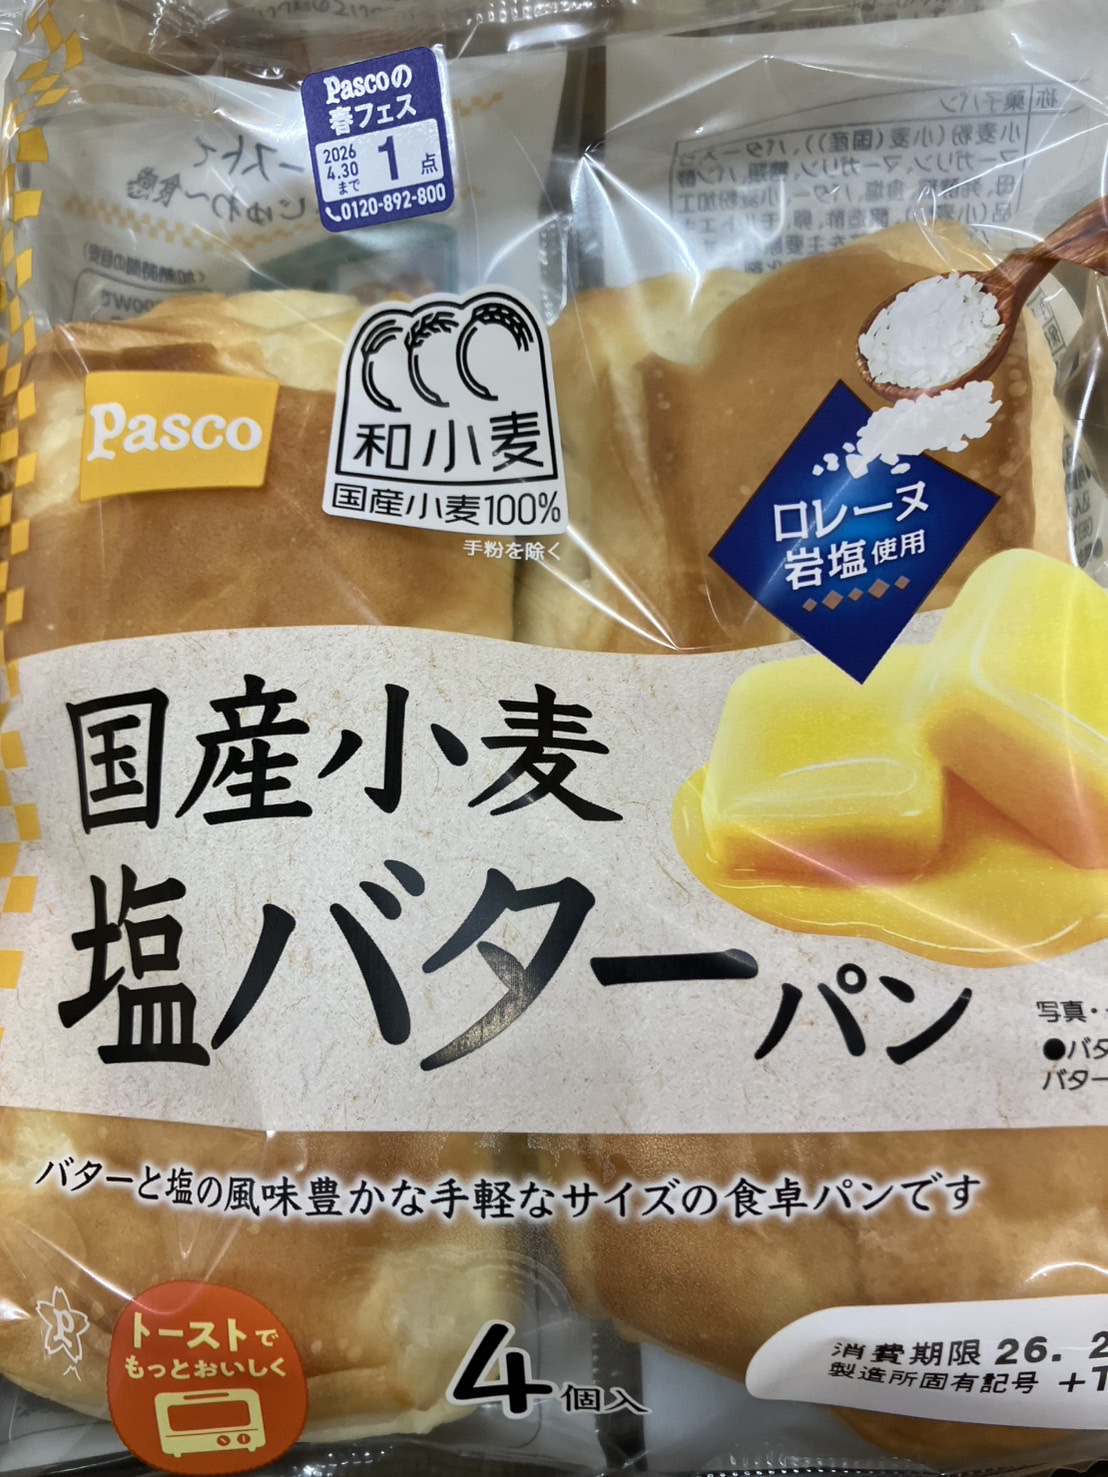 Pascoの
春フェス
2026
4.30
まで
1点
0120-892-800
Pasco
和小麦
国産小麦100%
手粉を除く
ロレーヌ
岩塩使用
国産小麦
塩バターパン
写真・
●バタ
バター
バターと塩の風味豊かな手軽なサイズの食卓パンです
トーストで
もっとおいしく
4個入
消費期限 26. 2
製造所固有記号 +T